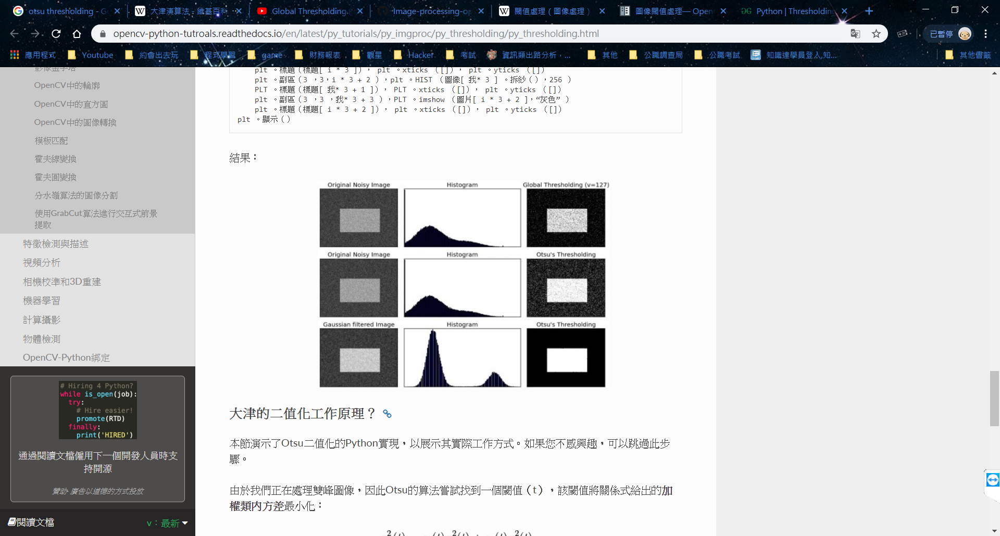 otsu thresholding - G
大津演算法 - 維基百科
Global Thresholding,
Image-processing-op
閾值處理（圖像處理）
圖像閾值處理— Open
Python | Thresholding
opencv-python-tutroals.readthedocs.io/en/latest/py_tutorials/py_imgproc/py_thresholding/py_thresholding.html
已暫停
應用程式 Youtube 約會出去玩 程式學習 game 財務報表 觀星 Hacker 考試 資訊類出路分析，... 其他 公職調查局 公職考試 知識達學員登入,知... 其他書籤
影像金字塔
OpenCV中的輪廓
OpenCV中的直方圖
OpenCV中的圖像轉換
模板匹配
霍夫線變換
霍夫圓變換
分水嶺算法的圖像分割
使用GrabCut算法進行交互式前景
提取
特徵檢測與描述
視頻分析
相機校準和3D重建
機器學習
計算攝影
物體檢測
OpenCV-Python綁定
# Hiring 4 Python?
while is_open(job):
try:
# Hire easier!
promote(RTD)
finally:
print('HIRED')
通過閱讀文檔僱用下一個開發人員時支
持開源
贊助· 廣告以道德的方式投放
閱讀文檔
v：最新
plt 。標題（標題[ i * 3 ]）， plt 。xticks （[]）， plt 。yticks （[]）
plt 。副區（3 ，3，i * 3 + 2 ），plt 。HIST （圖像[ 我* 3 ] 。拆紗（），256 ）
PLT 。標題（標題[ 我* 3 + 1 ]）， PLT 。xticks （[]）， plt 。yticks （[]）
plt 。副區（3 ，3 ，我* 3 + 3 ），PLT 。imshow （圖片[ i * 3 + 2 ]，“灰色” ）
plt 。標題（標題[ i * 3 + 2 ]）， plt 。xticks （[]）， plt 。yticks （[]）
plt 。顯示（）
結果：
Original Noisy Image
Histogram
Global Thresholding (v=127)
Original Noisy Image
Histogram
Otsu's Thresholding
Gaussian filtered Image
Histogram
Otsu's Thresholding
大津的二值化工作原理？
本節演示了Otsu二值化的Python實現，以展示其實際工作方式。如果您不感興趣，可以跳過此步
驟。
由於我們正在處理雙峰圖像，因此Otsu的算法嘗試找到一個閾值（t），該閾值將關係式給出的加
權類內方差最小化：